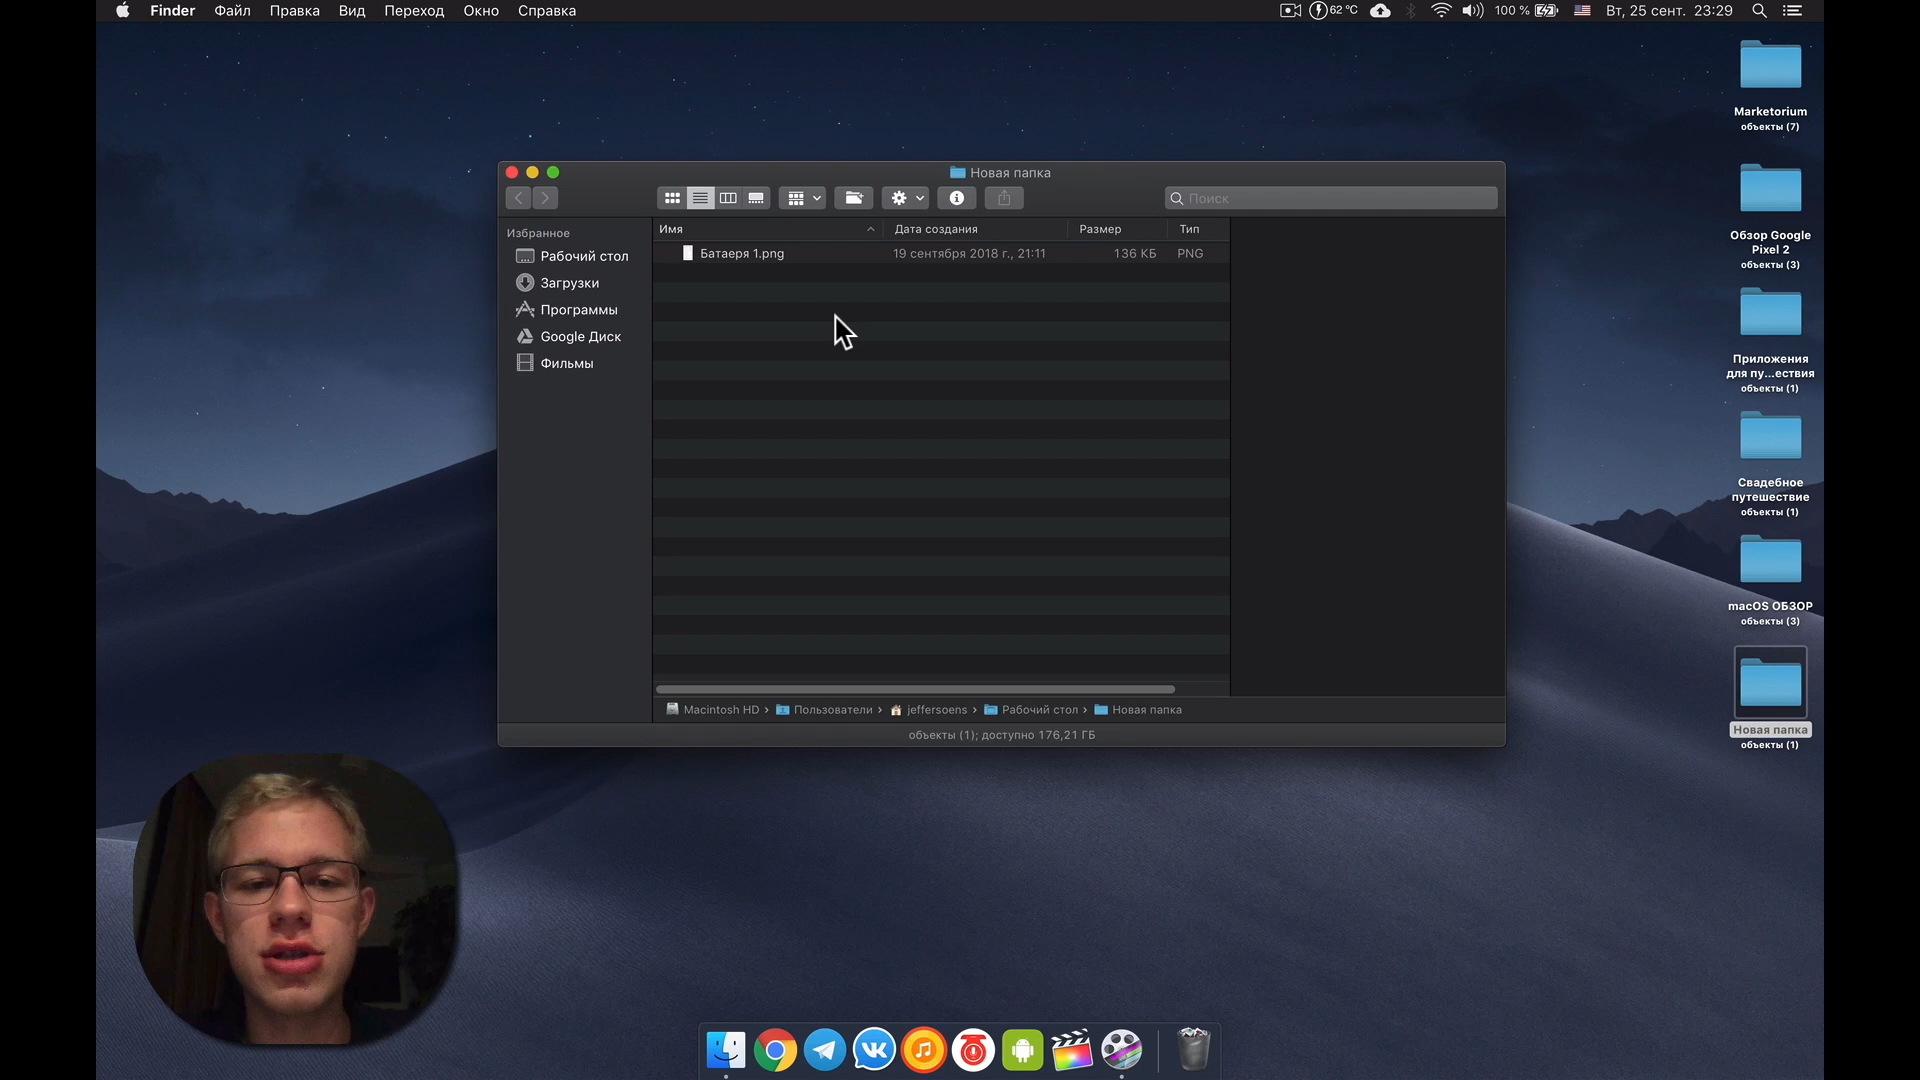 Finder Файл Правка Вид Переход Окно Справка
62 °C 100 % Вт, 25 сент. 23:29
Marketorium
объекты (7)
Обзор Google
Pixel 2
объекты (3)
Приложения
для пу...ествия
объекты (1)
Свадебное
путешествие
объекты (1)
macOS ОБЗОР
объекты (3)
Новая папка
объекты (1)
Новая папка
Поиск
Избранное
Рабочий стол
Загрузки
Программы
Google Диск
Фильмы
Имя Дата создания Размер Тип
Батаеря 1.png 19 сентября 2018 г., 21:11 136 КБ PNG
Macintosh HD › Пользователи › jeffersoens › Рабочий стол › Новая папка
объекты (1); доступно 176,21 ГБ